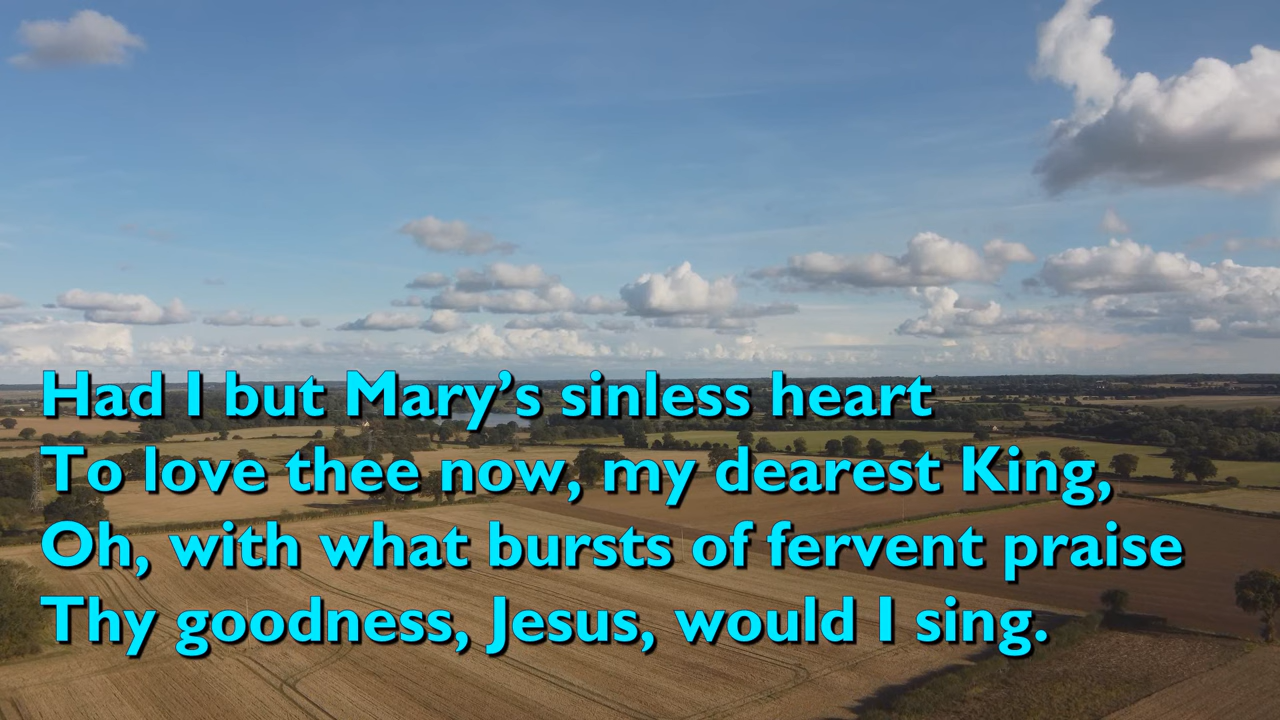 Had I but Mary’s sinless heart
To love thee now, my dearest King,
Oh, with what bursts of fervent praise
Thy goodness, Jesus, would I sing.